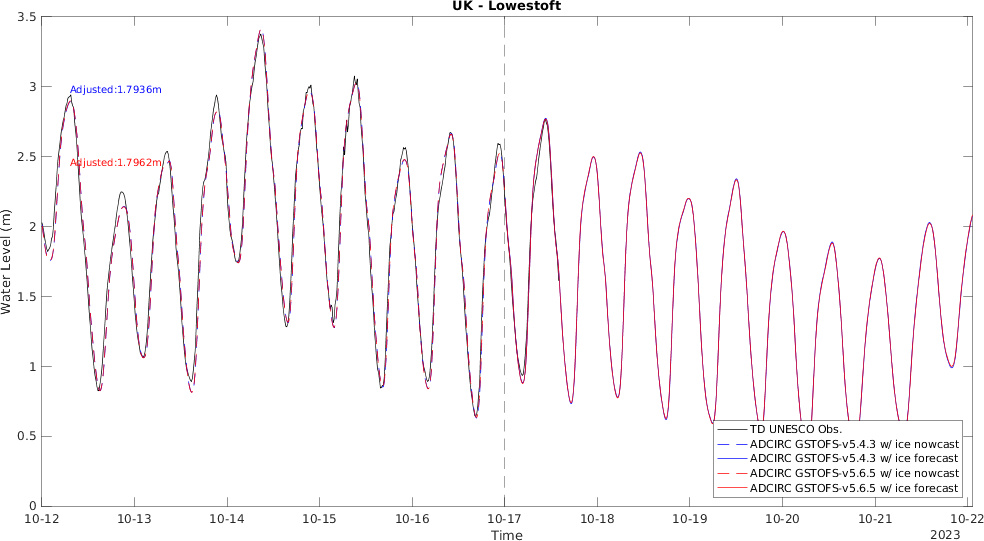 UK - Lowestoft
3.5
3
2.5
2
1.5
1
0.5
0
Water Level (m)
Adjusted:1.7936m
Adjusted:1.7962m
TD UNESCO Obs.
ADCIRC GSTOFS-v5.4.3 w/ ice nowcast
ADCIRC GSTOFS-v5.4.3 w/ ice forecast
ADCIRC GSTOFS-v5.6.5 w/ ice nowcast
ADCIRC GSTOFS-v5.6.5 w/ ice forecast
10-12 10-13 10-14 10-15 10-16 10-17 10-18 10-19 10-20 10-21 10-22
Time
2023